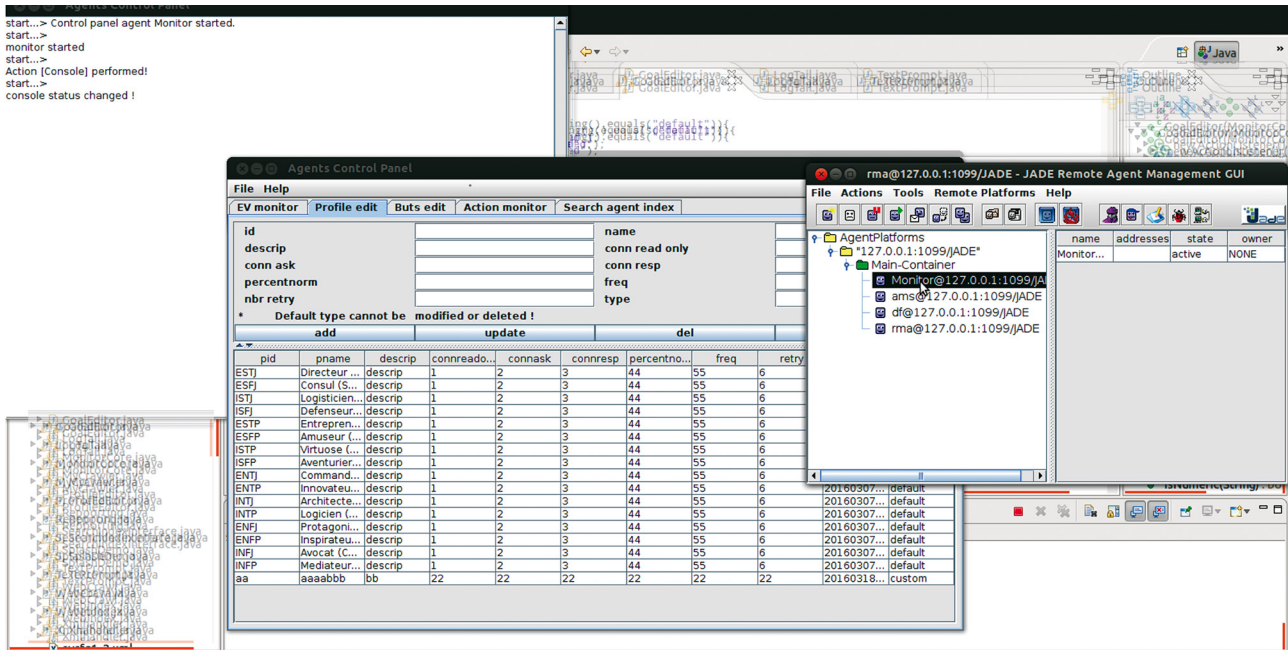 Agents Control Panel
start...> Control panel agent Monitor started.
start...>
monitor started
start...>
Action [Console] performed!
start...>
console status changed !
Java
»
GoalEditor.java
LogTail.java
TextPrompt.java
Outline
Agents Control Panel
File Help
EV monitor Profile edit Buts edit Action monitor Search agent index
id name
descrip conn read only
conn ask conn resp
percentnorm freq
nbr retry type
* Default type cannot be modified or deleted !
add update del
pid pname descrip connreado... connask connresp percentno... freq retry
ESTJ Directeur ... descrip 1 2 3 44 55 6
ESFJ Consul (S... descrip 1 2 3 44 55 6
ISTJ Logisticien... descrip 1 2 3 44 55 6
ISFJ Defenseur... descrip 1 2 3 44 55 6
ESTP Entrepren... descrip 1 2 3 44 55 6
ESFP Amuseur (... descrip 1 2 3 44 55 6
ISTP Virtuose (... descrip 1 2 3 44 55 6
ISFP Aventurier... descrip 1 2 3 44 55 6
ENTJ Command... descrip 1 2 3 44 55 6
ENTP Innovateu... descrip 1 2 3 44 55 6 20160307... default
INTJ Architecte... descrip 1 2 3 44 55 6 20160307... default
INTP Logicien (... descrip 1 2 3 44 55 6 20160307... default
ENFJ Protagoni... descrip 1 2 3 44 55 6 20160307... default
ENFP Inspirateu... descrip 1 2 3 44 55 6 20160307... default
INFJ Avocat (C... descrip 1 2 3 44 55 6 20160307... default
INFP Mediateur... descrip 1 2 3 44 55 6 20160307... default
aa aaaabbb bb 22 22 22 22 22 22 20160318... custom
rma@127.0.0.1:1099/JADE - JADE Remote Agent Management GUI
File Actions Tools Remote Platforms Help
Jade
AgentPlatforms
"127.0.0.1:1099/JADE"
Main-Container
Monitor@127.0.0.1:1099/JA
ams@127.0.0.1:1099/JADE
df@127.0.0.1:1099/JADE
rma@127.0.0.1:1099/JADE
name addresses state owner
Monitor... active NONE
GoalEditor.java